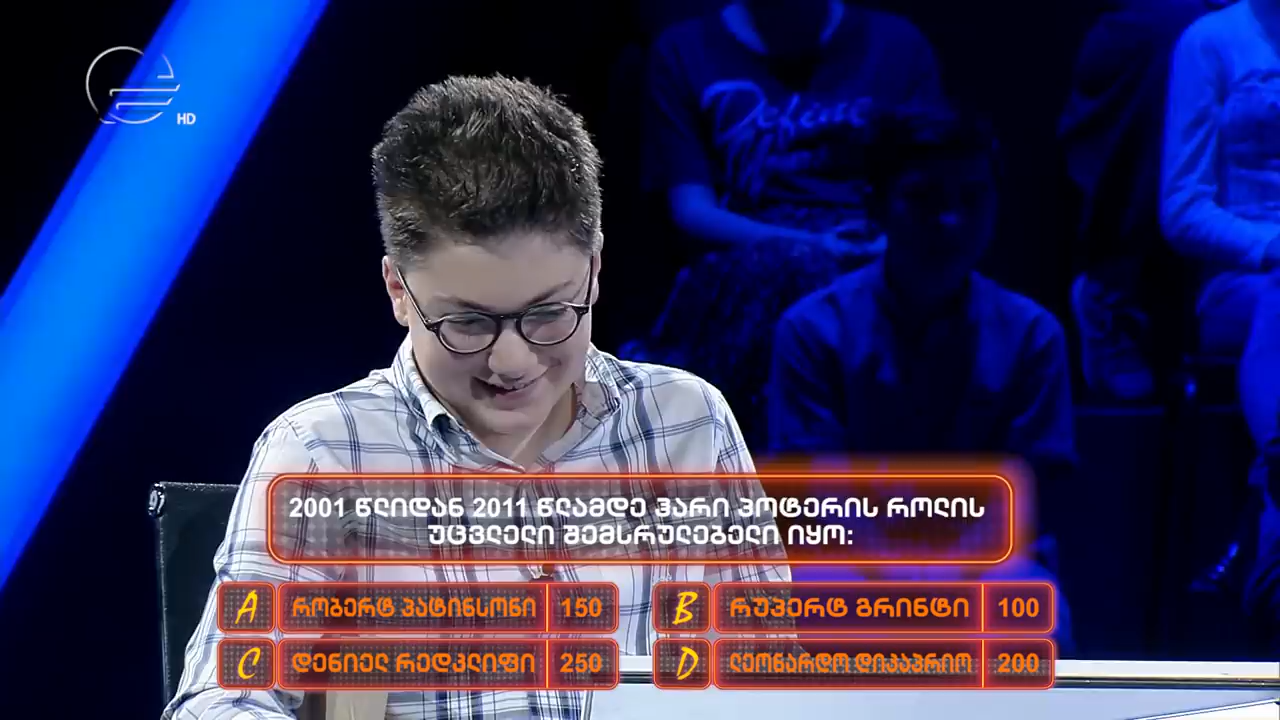 HD
Define
2001 წლიდან 2011 წლამდე ჰარი პოტერის როლის
უცვლელი შემსრულებელი იყო:
A რობერტ პატინსონი 150
B რუპერტ გრინტი 100
C დენიელ რედკლიფი 250
D ლეონარდო დიკაპრიო 200